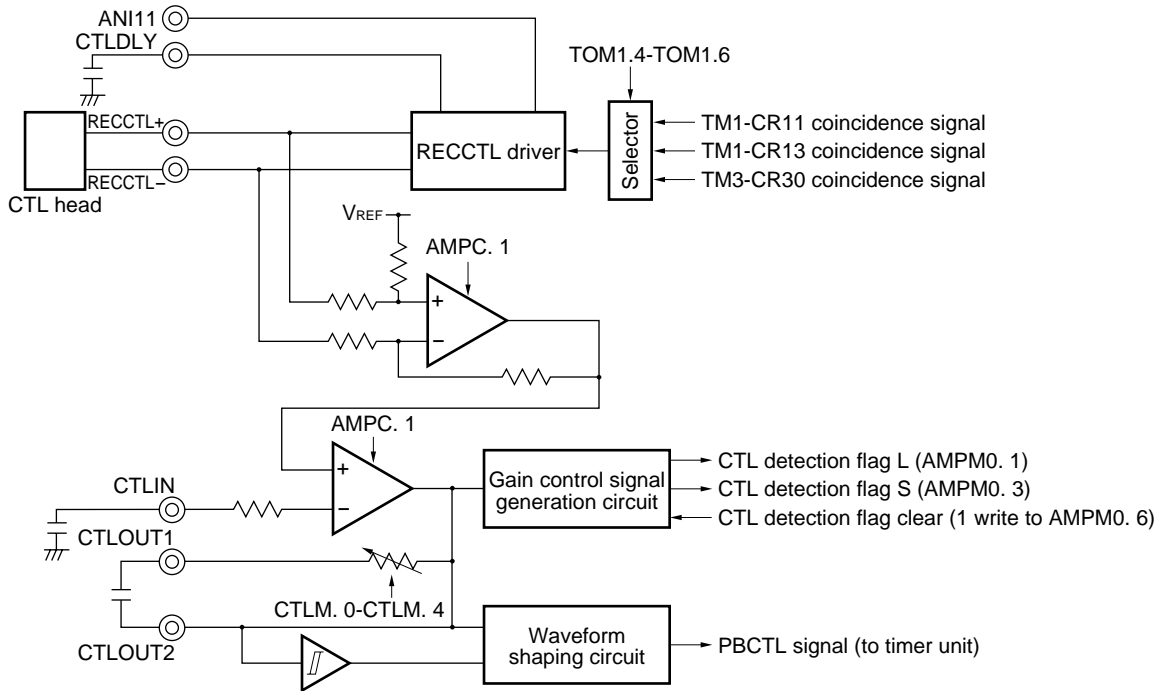 ANI11
CTLDLY
TOM1.4-TOM1.6
RECCTL+
RECCTL−
CTL head
RECCTL driver
Selector
TM1-CR11 coincidence signal
TM1-CR13 coincidence signal
TM3-CR30 coincidence signal
VREF
AMPC. 1
+
−
AMPC. 1
+
−
CTLIN
CTLOUT1
CTLOUT2
Gain control signal
generation circuit
CTL detection flag L (AMPM0. 1)
CTL detection flag S (AMPM0. 3)
CTL detection flag clear (1 write to AMPM0. 6)
CTLM. 0-CTLM. 4
Waveform
shaping circuit
PBCTL signal (to timer unit)